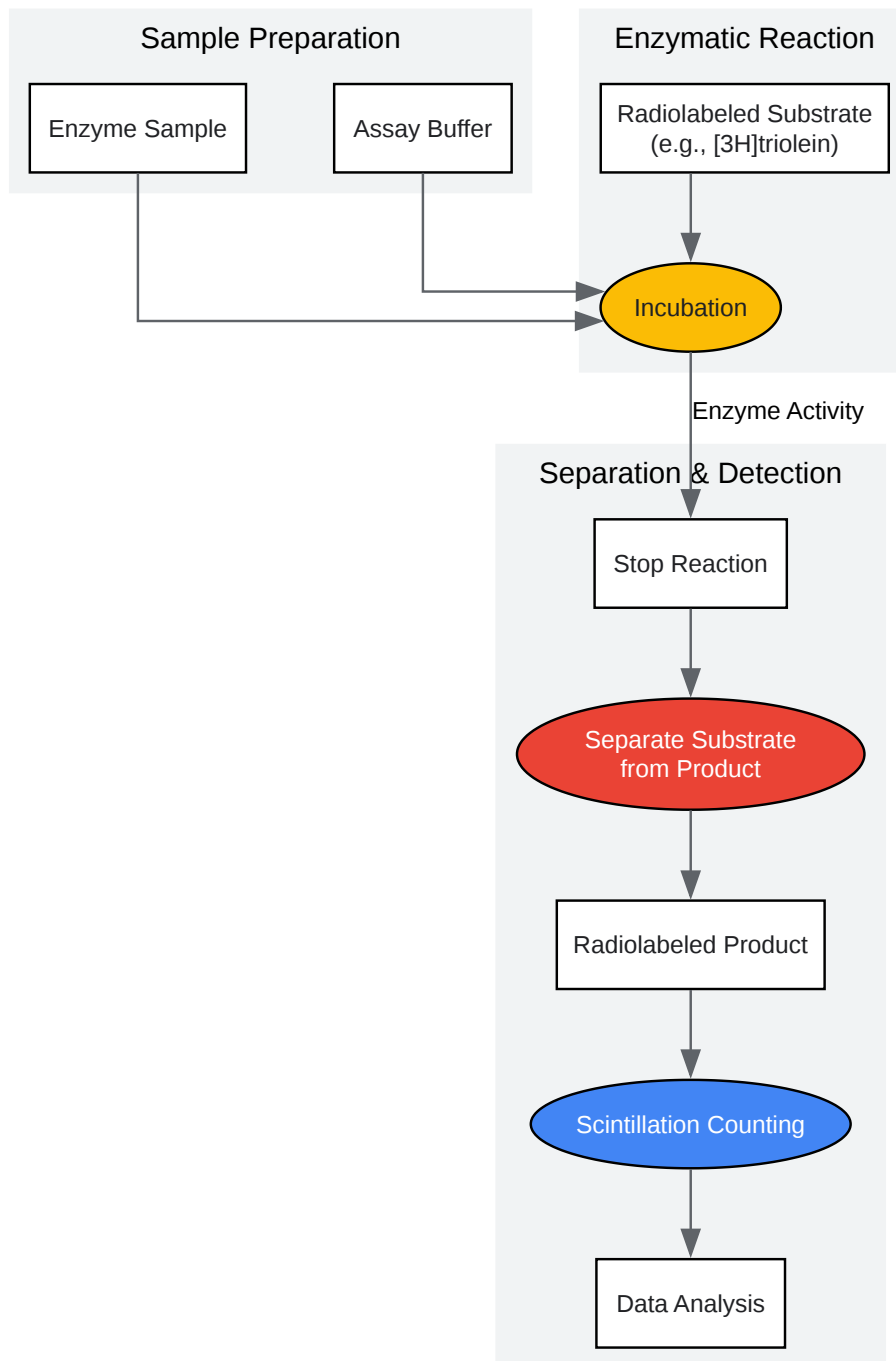 Sample Preparation
Enzymatic Reaction
Enzyme Sample
Assay Buffer
Radiolabeled Substrate
(e.g., [3H]triolein)
Incubation
Enzyme Activity
Separation & Detection
Stop Reaction
Separate Substrate
from Product
Radiolabeled Product
Scintillation Counting
Data Analysis